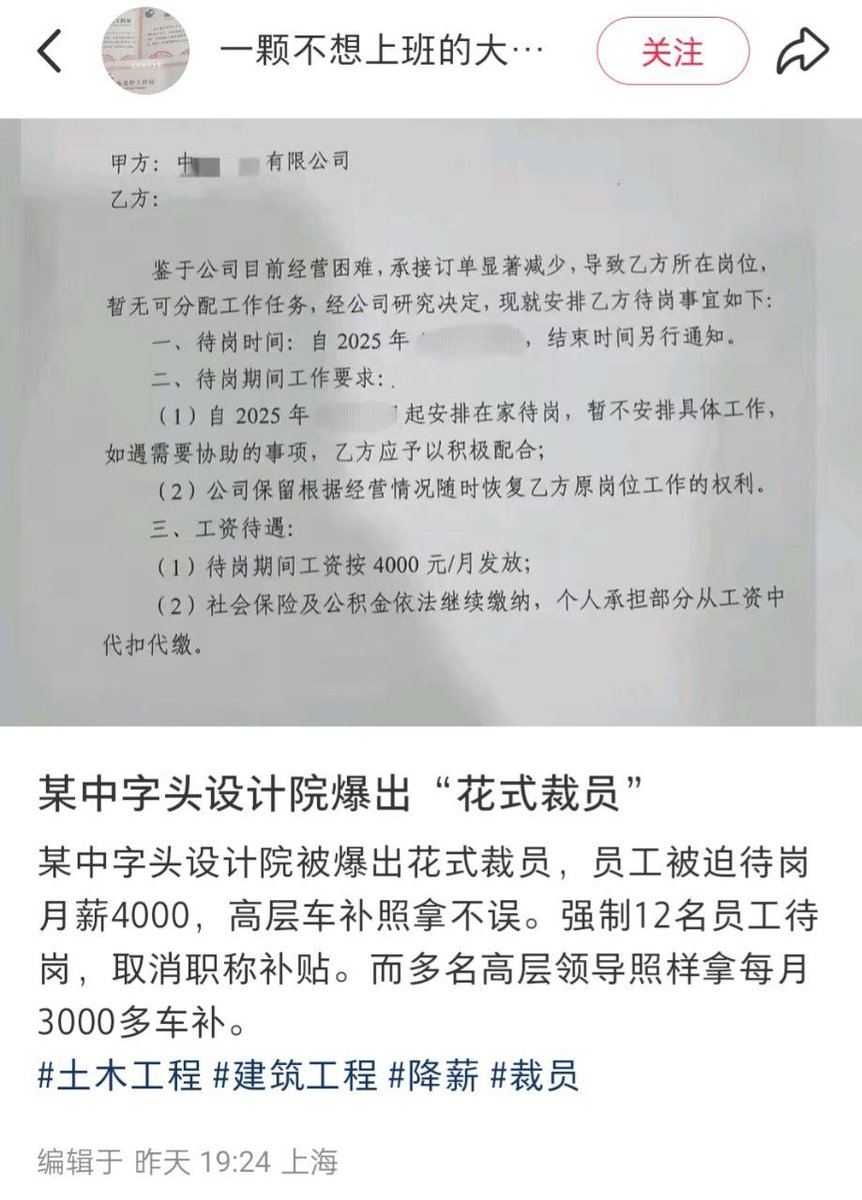 一颗不想上班的大…
关注
甲方：中 有限公司
乙方：
鉴于公司目前经营困难，承接订单显著减少，导致乙方所在岗位，
暂无可分配工作任务，经公司研究决定，现就安排乙方待岗事宜如下：
一、待岗时间：自 2025 年 ，结束时间另行通知。
二、待岗期间工作要求：
（1）自 2025 年 起安排在家待岗，暂不安排具体工作，
如遇需要协助的事项，乙方应予以积极配合；
（2）公司保留根据经营情况随时恢复乙方原岗位工作的权利。
三、工资待遇：
（1）待岗期间工资按 4000 元/月发放；
（2）社会保险及公积金依法继续缴纳，个人承担部分从工资中
代扣代缴。
某中字头设计院爆出“花式裁员”
某中字头设计院被爆出花式裁员，员工被迫待岗
月薪4000，高层车补照拿不误。强制12名员工待
岗，取消职称补贴。而多名高层领导照样拿每月
3000多车补。
#土木工程 #建筑工程 #降薪 #裁员
编辑于 昨天 19:24 上海